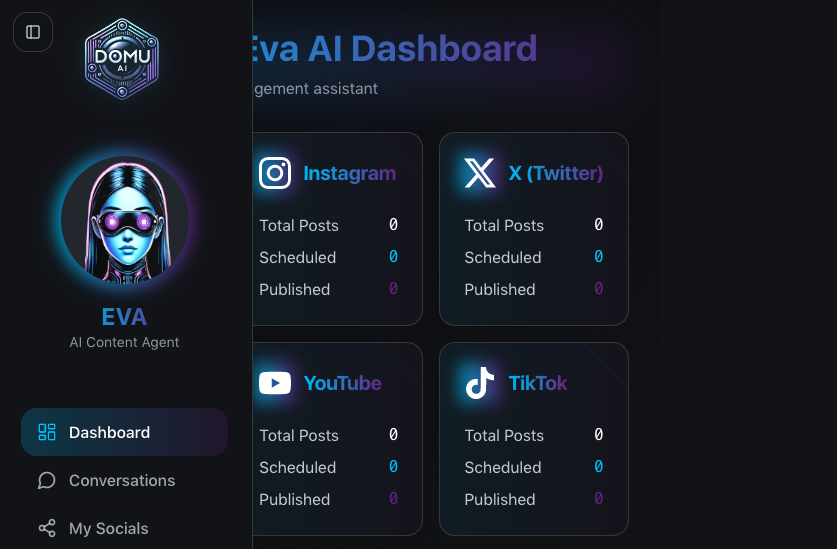 DOMU
AI
Eva AI Dashboard
gement assistant
EVA
AI Content Agent
Dashboard
Conversations
My Socials
Instagram
Total Posts 0
Scheduled 0
Published 0
X (Twitter)
Total Posts 0
Scheduled 0
Published 0
YouTube
Total Posts 0
Scheduled 0
Published 0
TikTok
Total Posts 0
Scheduled 0
Published 0